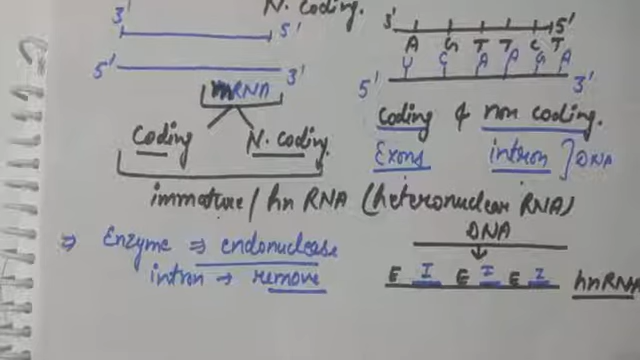 N. coding.
3' 5'
5' 3'
mRNA
Coding N. Coding
3' 5'
A G T T C T
U C A A G A
5' 3'
Coding & non coding.
Exons intron } DNA
immature / hn RNA (heteronuclear RNA)
⇒ Enzyme ⇒ endonuclease
intron → remove
DNA
E I E I E I hnRNA